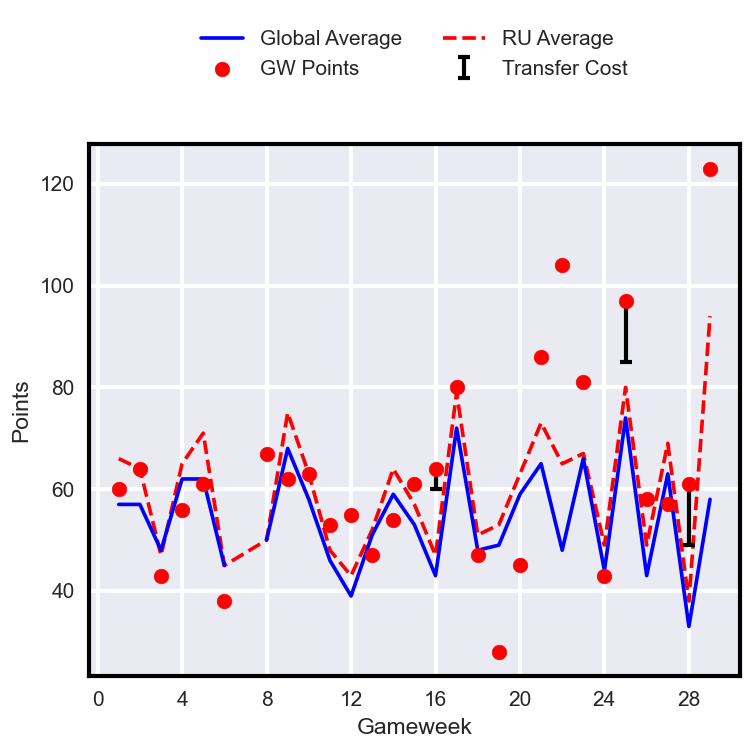 Global Average
RU Average
GW Points
Transfer Cost
120
100
80
60
40
Points
0 4 8 12 16 20 24 28
Gameweek